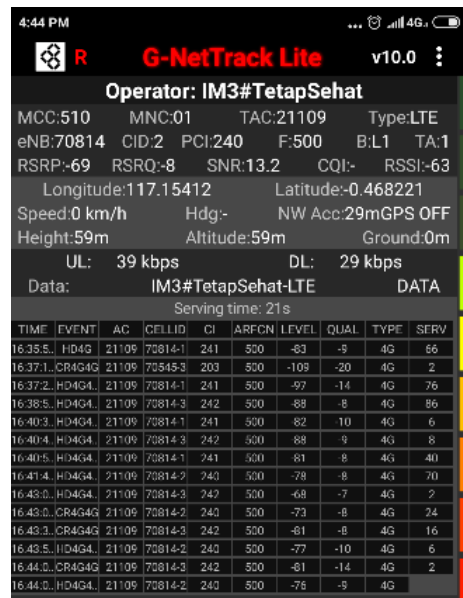 4:44 PM ... 4G
R G-NetTrack Lite v10.0
Operator: IM3#TetapSehat
MCC:510 MNC:01 TAC:21109 Type:LTE
eNB:70814 CID:2 PCI:240 F:500 B:L1 TA:1
RSRP:-69 RSRQ:-8 SNR:13.2 CQI:- RSSI:-63
Longitude:117.15412 Latitude:-0.468221
Speed:0 km/h Hdg:- NW Acc:29mGPS OFF
Height:59m Altitude:59m Ground:0m
UL: 39 kbps DL: 29 kbps
Data: IM3#TetapSehat-LTE DATA
Serving time: 21s
TIME EVENT AC CELLID CI ARFCN LEVEL QUAL TYPE SERV
16:35:5.. HD4G 21109 70814-1 241 500 -83 -9 4G 66
16:37:1.. CR4G4G 21109 70545-3 203 500 -109 -20 4G 2
16:37:2.. HD4G4.. 21109 70814-1 241 500 -97 -14 4G 76
16:38:5.. HD4G4.. 21109 70814-3 242 500 -88 -8 4G 86
16:40:3.. HD4G4.. 21109 70814-1 241 500 -82 -10 4G 6
16:40:4.. HD4G4.. 21109 70814-3 242 500 -88 -9 4G 8
16:40:5.. HD4G4.. 21109 70814-1 241 500 -81 -8 4G 40
16:41:4.. HD4G4.. 21109 70814-2 240 500 -78 -8 4G 70
16:43:0.. HD4G4.. 21109 70814-3 242 500 -68 -7 4G 2
16:43:0.. CR4G4G 21109 70814-2 240 500 -73 -8 4G 24
16:43:3.. CR4G4G 21109 70814-3 242 500 -81 -8 4G 16
16:43:5.. HD4G4.. 21109 70814-2 240 500 -77 -10 4G 6
16:44:0.. CR4G4G 21109 70814-3 242 500 -81 -14 4G 2
16:44:0.. HD4G4.. 21109 70814-2 240 500 -76 -9 4G